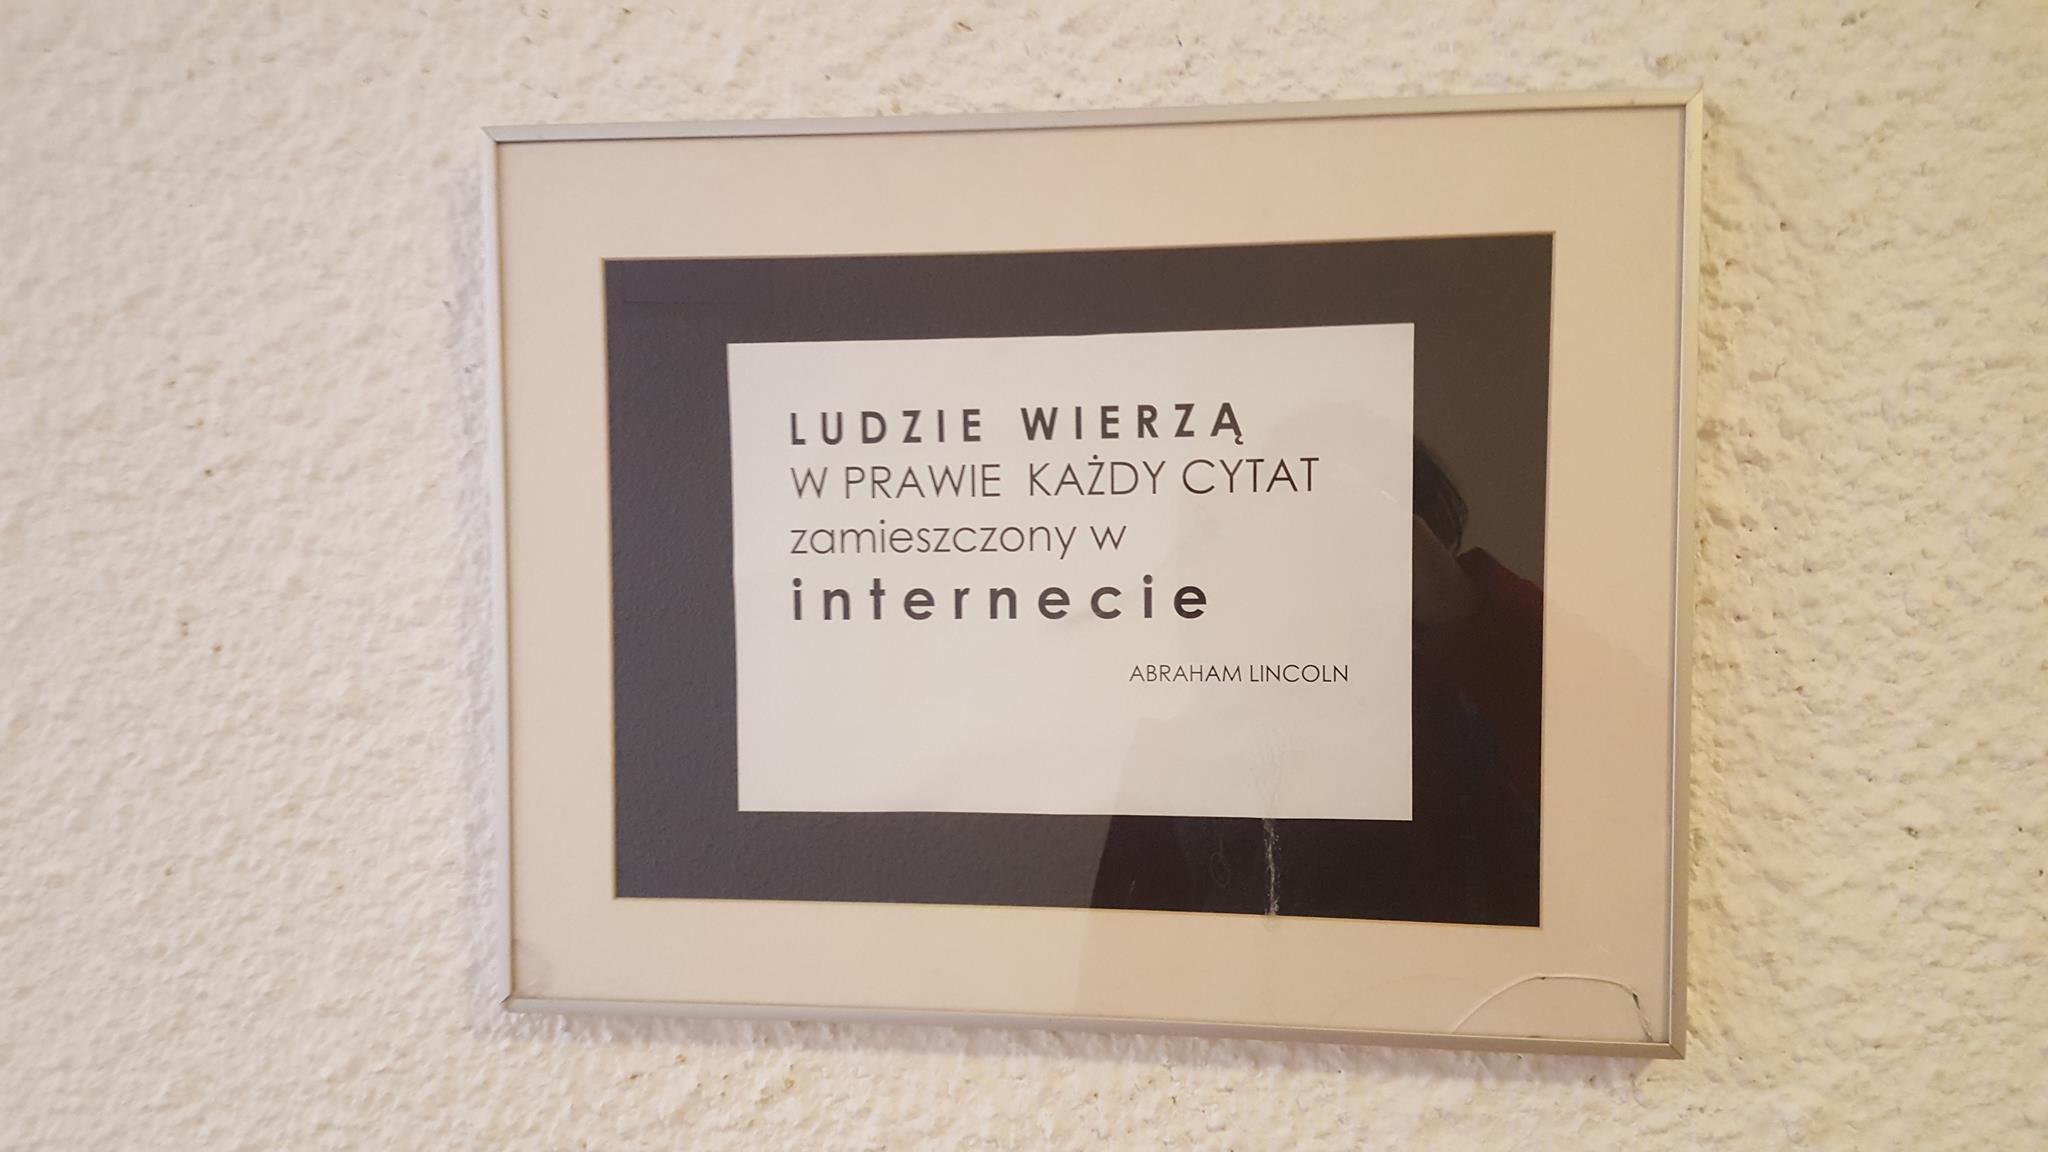 LUDZIE WIERZĄ
W PRAWIE KAŻDY CYTAT
zamieszczony w
internecie
ABRAHAM LINCOLN